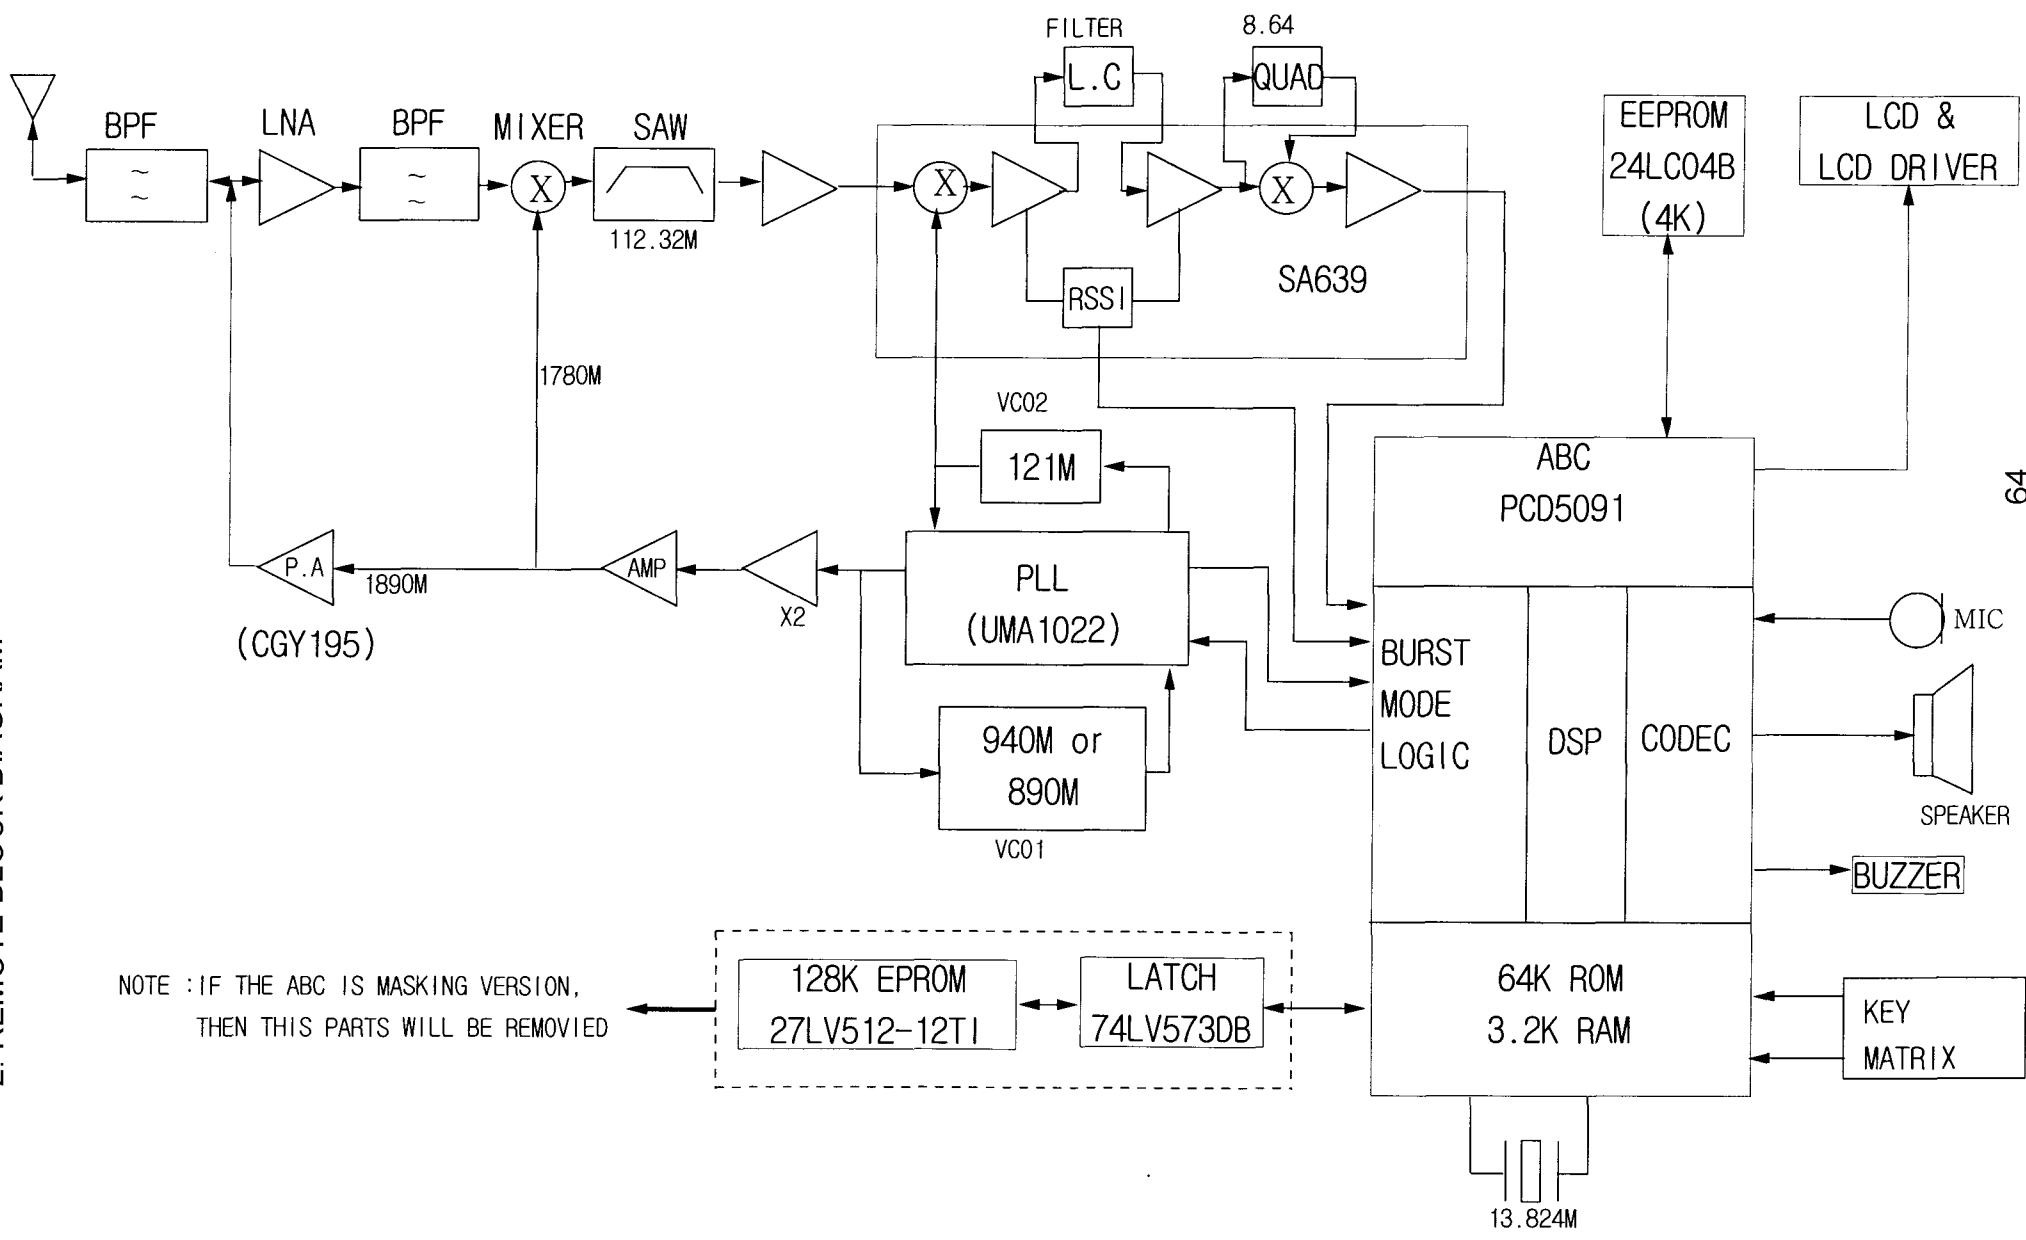 FILTER
8.64
L.C
QUAD
BPF
LNA
BPF
MIXER
SAW
EEPROM
24LC04B
(4K)
LCD &
LCD DRIVER
~
~
~
~
X
X
X
112.32M
RSSI
SA639
1780M
VCO2
121M
ABC
PCD5091
64
P.A
1890M
(CGY195)
AMP
X2
PLL
(UMA1022)
MIC
BURST
MODE
LOGIC
DSP
CODEC
940M or
890M
VCO1
SPEAKER
BUZZER
NOTE :IF THE ABC IS MASKING VERSION,
THEN THIS PARTS WILL BE REMOVIED
128K EPROM
27LV512-12TI
LATCH
74LV573DB
64K ROM
3.2K RAM
KEY
MATRIX
13.824M